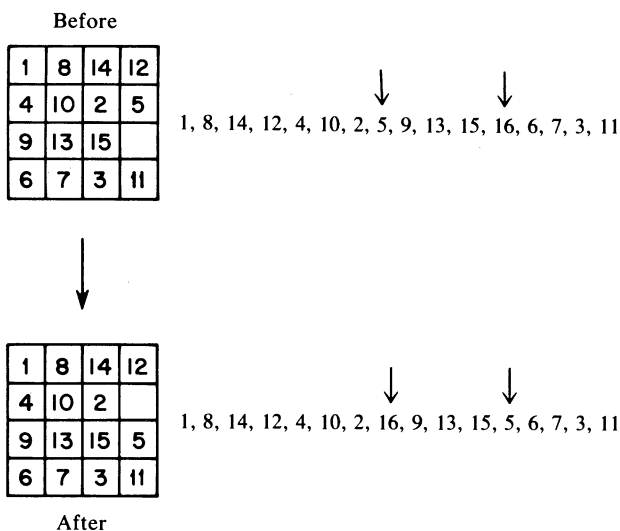 Before
1 8 14 12
4 10 2 5
9 13 15
6 7 3 11
1, 8, 14, 12, 4, 10, 2, 5, 9, 13, 15, 16, 6, 7, 3, 11
1 8 14 12
4 10 2
9 13 15 5
6 7 3 11
1, 8, 14, 12, 4, 10, 2, 16, 9, 13, 15, 5, 6, 7, 3, 11
After